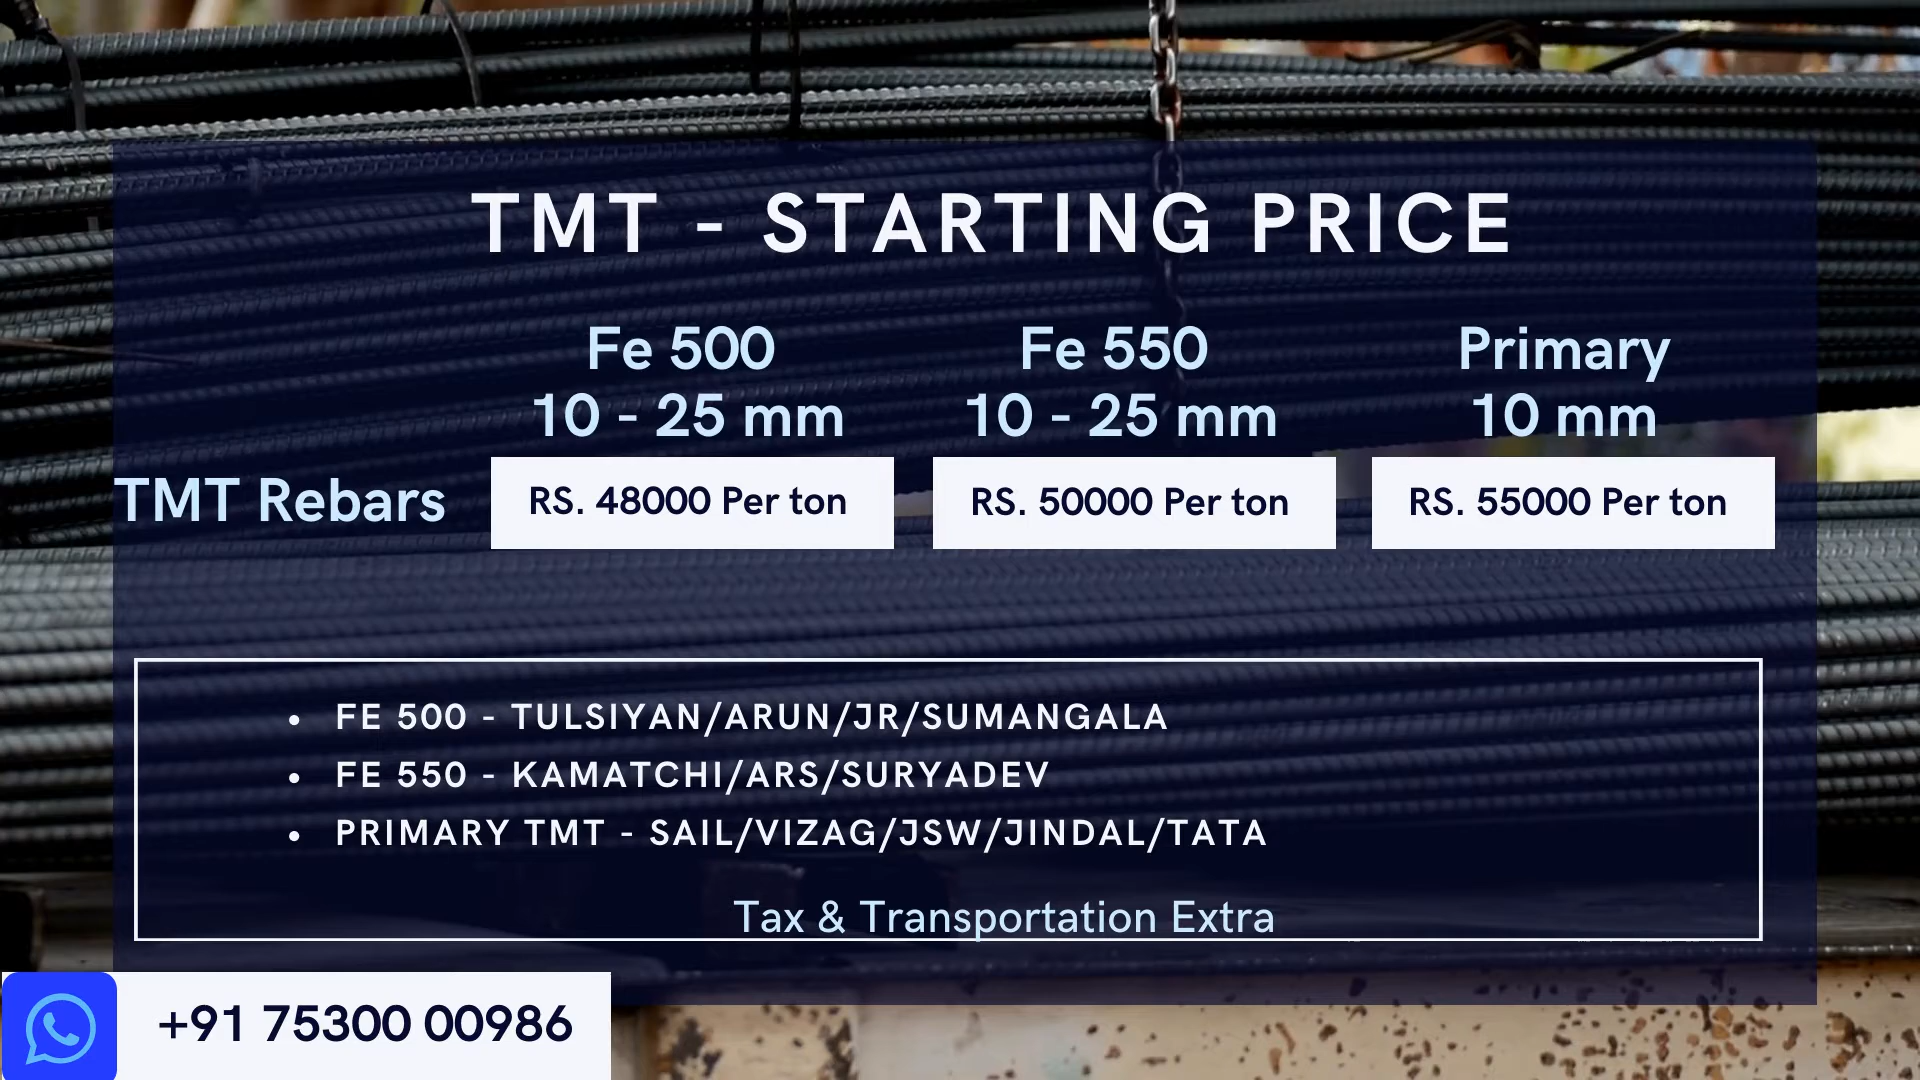 TMT - STARTING PRICE
Fe 500
10 - 25 mm
Fe 550
10 - 25 mm
Primary
10 mm
TMT Rebars
RS. 48000 Per ton
RS. 50000 Per ton
RS. 55000 Per ton
• FE 500 - TULSIYAN/ARUN/JR/SUMANGALA
• FE 550 - KAMATCHI/ARS/SURYADEV
• PRIMARY TMT - SAIL/VIZAG/JSW/JINDAL/TATA
Tax & Transportation Extra
+91 75300 00986